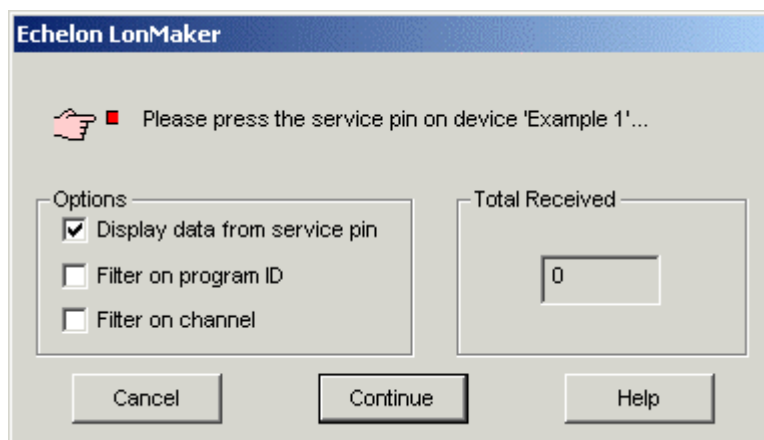 Echelon LonMaker
Please press the service pin on device 'Example 1'...
Options
Display data from service pin
Filter on program ID
Filter on channel
Total Received
0
Cancel
Continue
Help